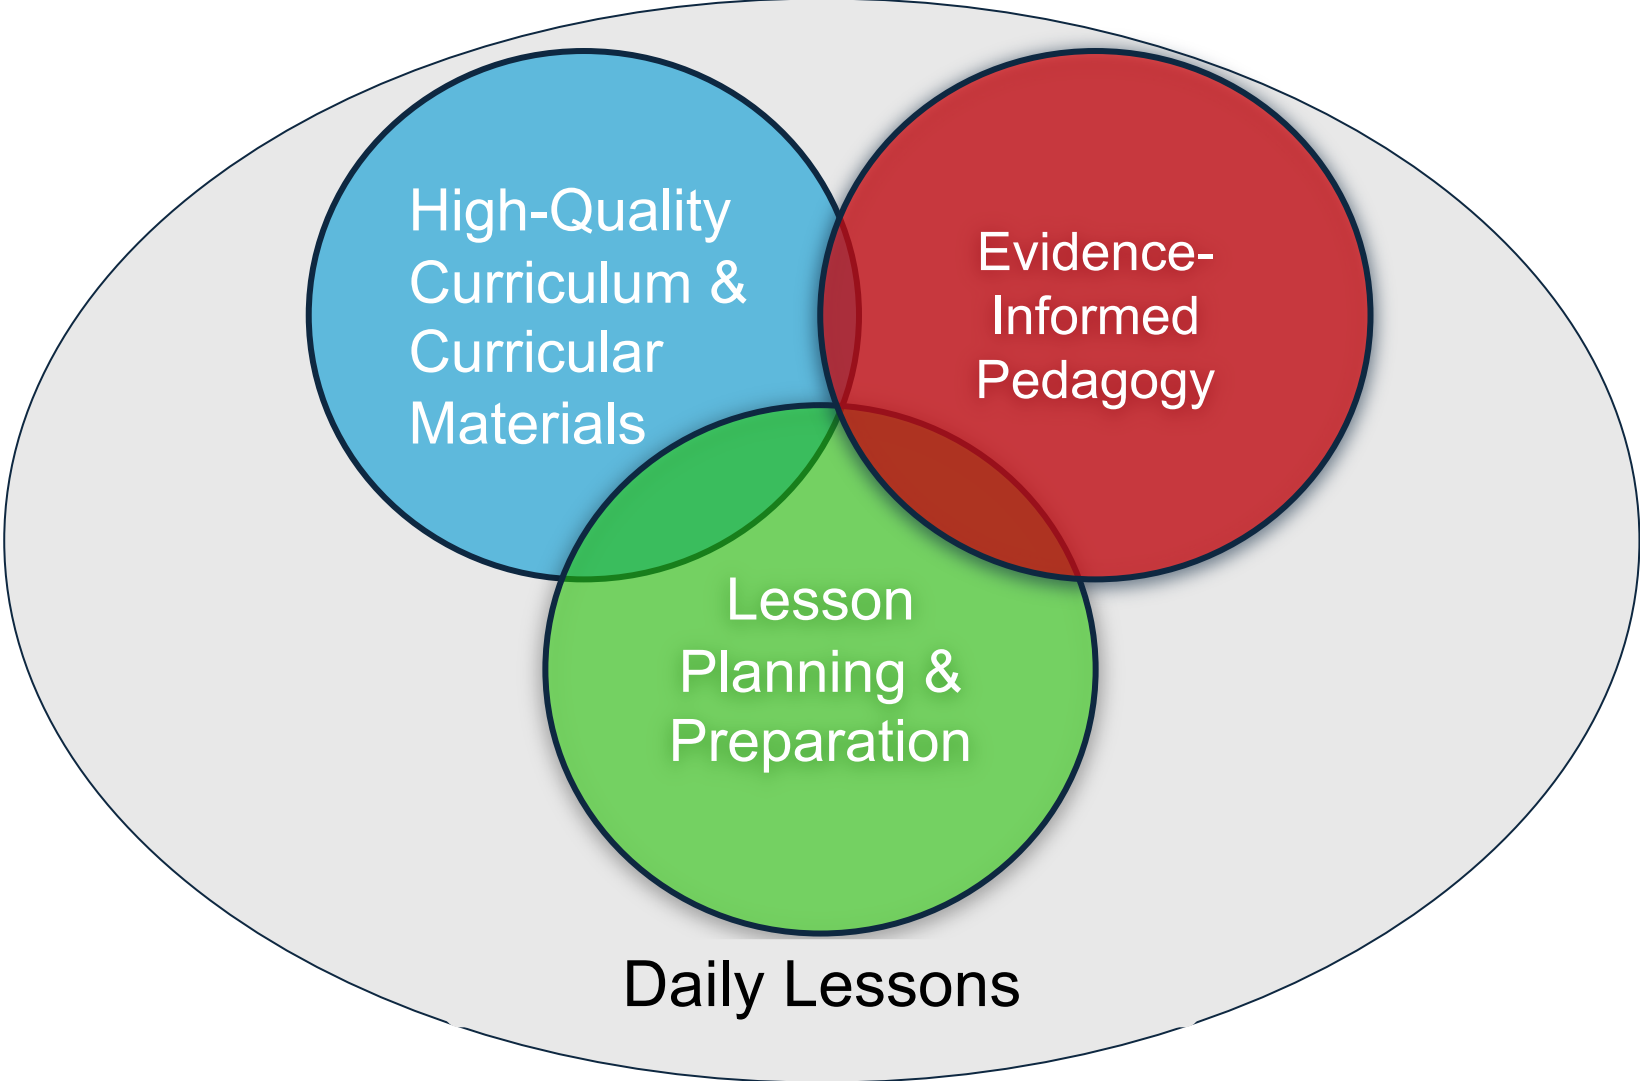 High-Quality
Curriculum &
Curricular
Materials
Evidence-
Informed
Pedagogy
Lesson
Planning &
Preparation
Daily Lessons